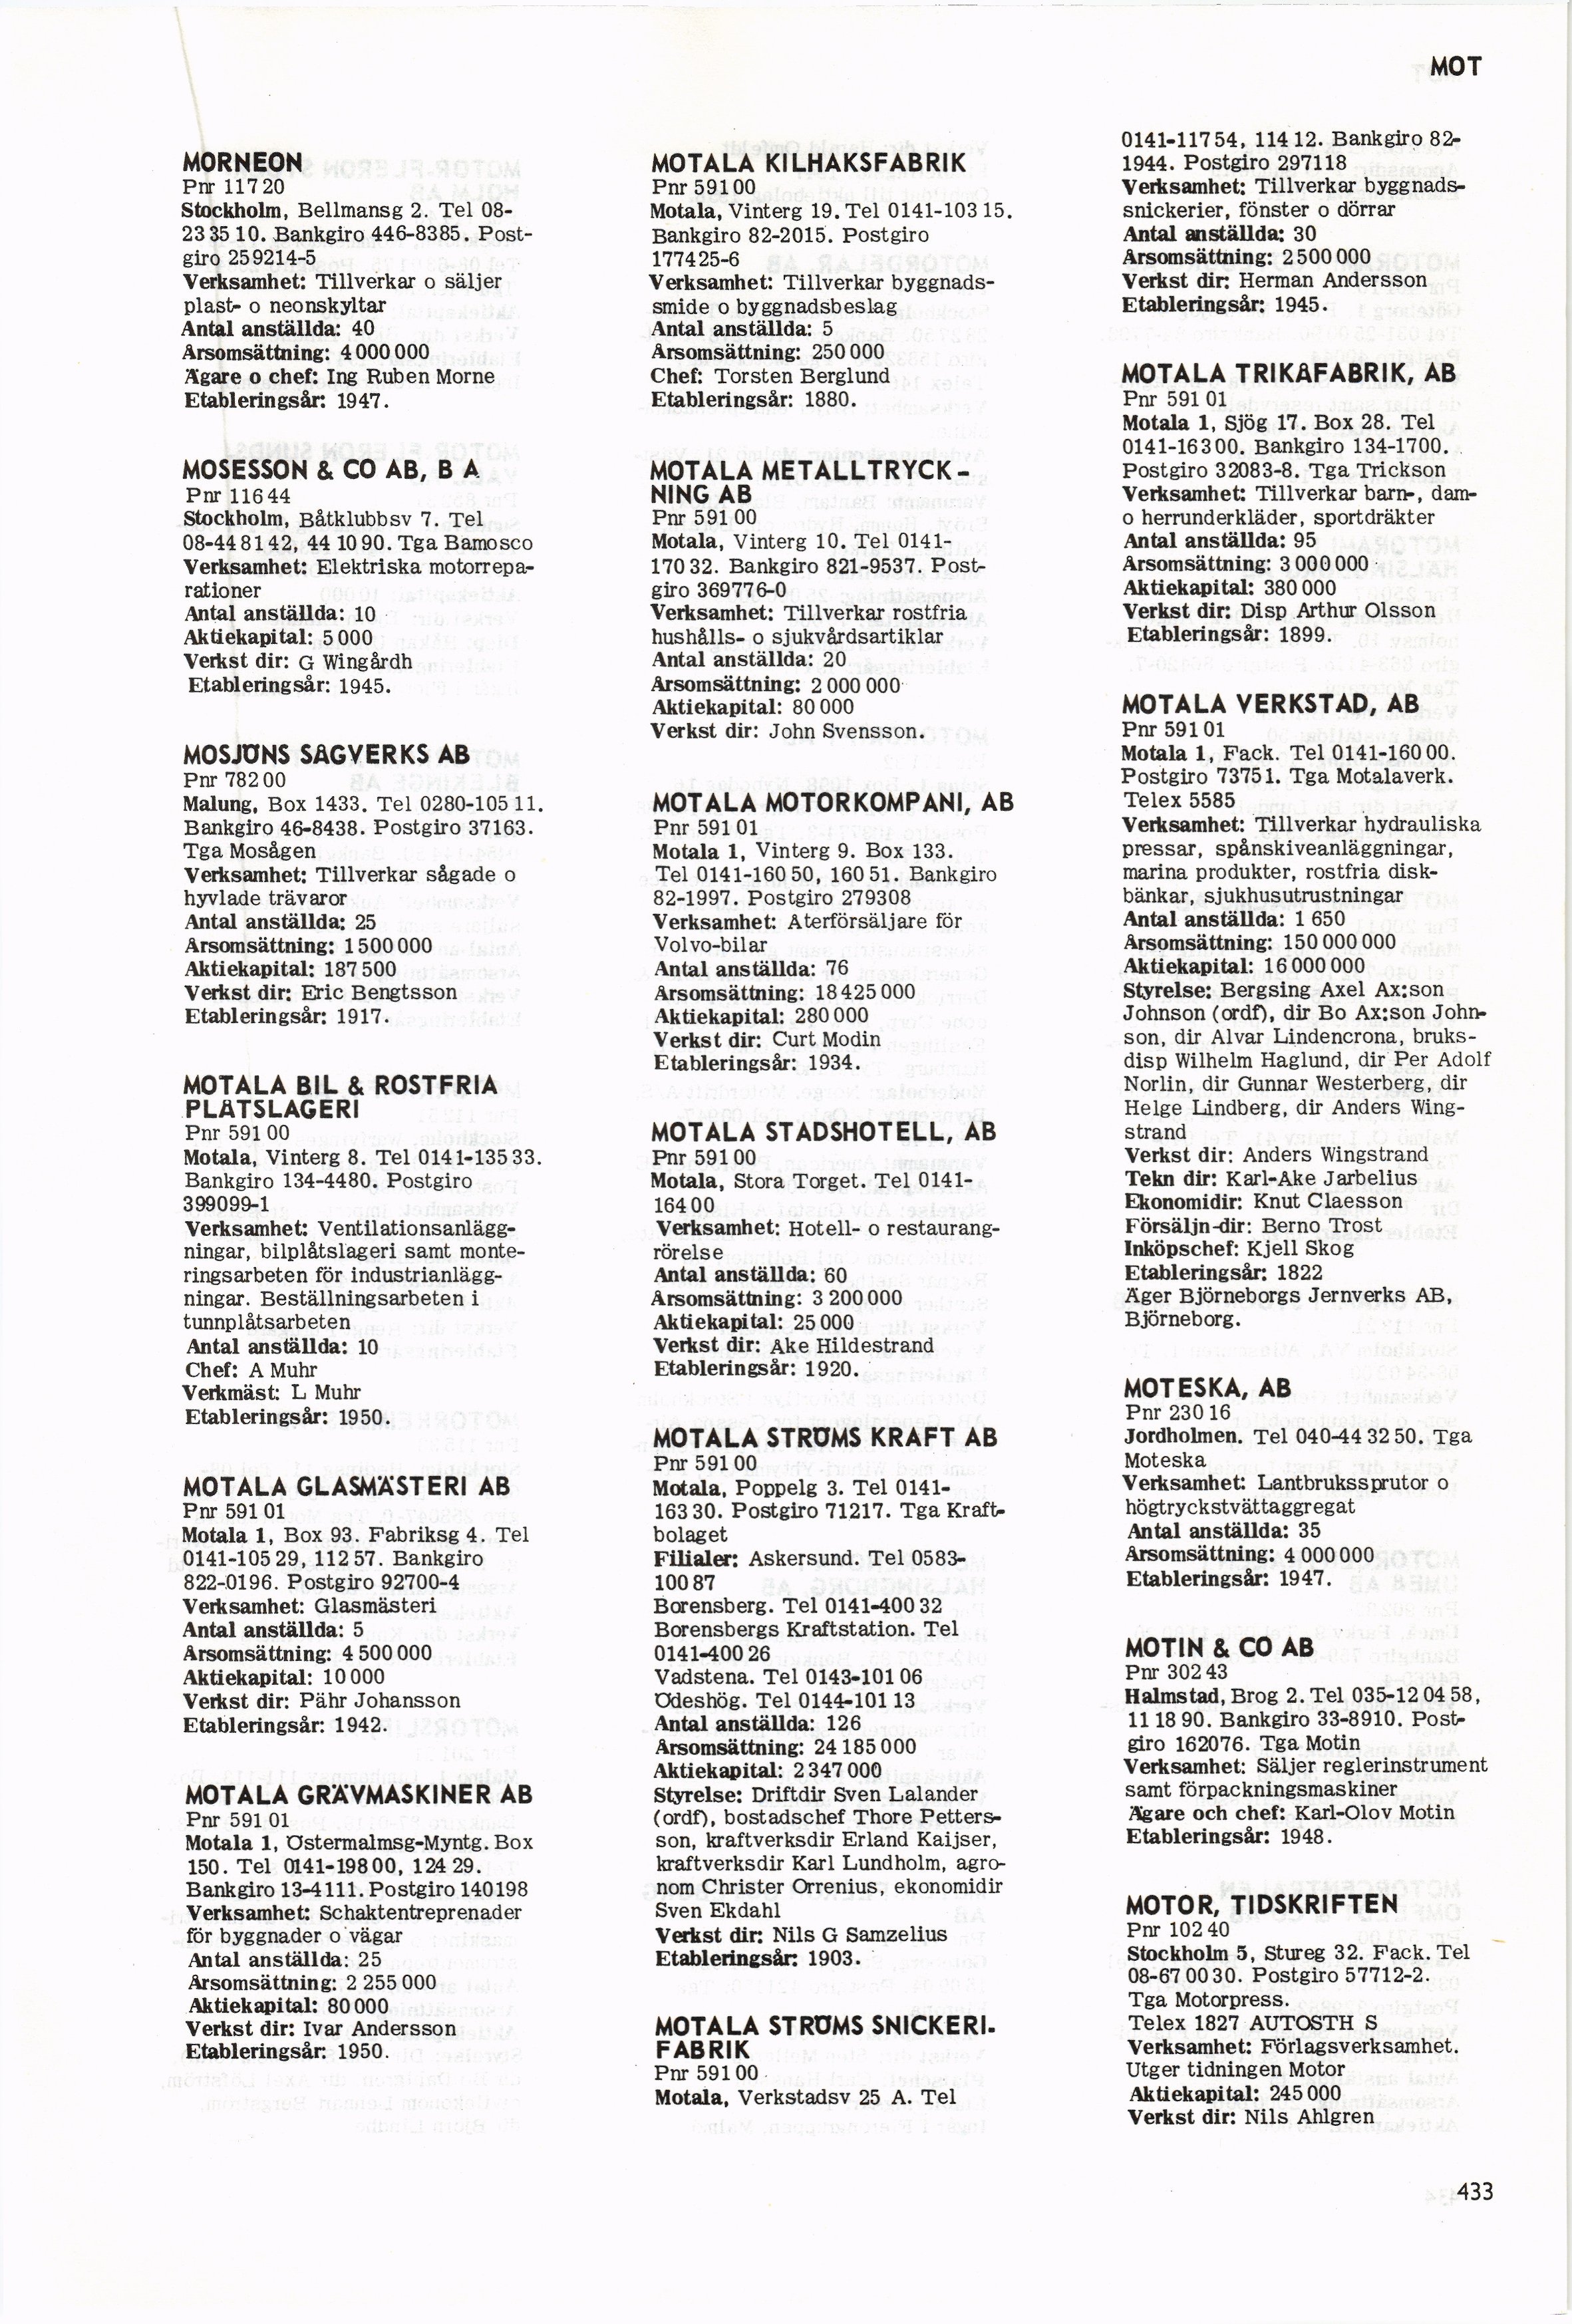 MOT
MORNEON
Pnr 117 20
Stockholm, Bellmansg 2. Tel 08-
23 35 10. Bankgiro 446-8385. Post-
giro 259214-5
Verksamhet: Tillverkar o säljer
plast- o neonskyltar
Antal anställda: 40
Årsomsättning: 4 000 000
Ägare o chef: Ing Ruben Morne
Etableringsår: 1947.
MOSESSON & CO AB, B A
Pnr 116 44
Stockholm, Båtklubbsv 7. Tel
08-44 81 42, 44 10 90. Tga Bamosco
Verksamhet: Elektriska motorrepa-
rationer
Antal anställda: 10
Aktiekapital: 5 000
Verkst dir: G Wingårdh
Etableringsår: 1945.
MOSJÖNS SÅGVERKS AB
Pnr 782 00
Malung, Box 1433. Tel 0280-105 11.
Bankgiro 46-8438. Postgiro 37163.
Tga Mosågen
Verksamhet: Tillverkar sågade o
hyvlade trävaror
Antal anställda: 25
Årsomsättning: 1 500 000
Aktiekapital: 187 500
Verkst dir: Eric Bengtsson
Etableringsår: 1917.
MOTALA BIL & ROSTFRIA
PLÅTSLAGERI
Pnr 591 00
Motala, Vinterg 8. Tel 0141-135 33.
Bankgiro 134-4480. Postgiro
399099-1
Verksamhet: Ventilationsanlägg-
ningar, bilplåtslageri samt monte-
ringsarbeten för industrianlägg-
ningar. Beställningsarbeten i
tunnplåtsarbeten
Antal anställda: 10
Chef: A Muhr
Verkmäst: L Muhr
Etableringsår: 1950.
MOTALA GLASMÄSTERI AB
Pnr 591 01
Motala 1, Box 93. Fabriksg 4. Tel
0141-105 29, 112 57. Bankgiro
822-0196. Postgiro 92700-4
Verksamhet: Glasmästeri
Antal anställda: 5
Årsomsättning: 4 500 000
Aktiekapital: 10 000
Verkst dir: Pähr Johansson
Etableringsår: 1942.
MOTALA GRÄVMASKINER AB
Pnr 591 01
Motala 1, Östermalmsg-Myntg. Box
150. Tel 0141-198 00, 124 29.
Bankgiro 13-4111. Postgiro 140198
Verksamhet: Schaktentreprenader
för byggnader o vägar
Antal anställda: 25
Årsomsättning: 2 255 000
Aktiekapital: 80 000
Verkst dir: Ivar Andersson
Etableringsår: 1950.
MOTALA KILHAKSFABRIK
Pnr 591 00
Motala, Vinterg 19. Tel 0141-103 15.
Bankgiro 82-2015. Postgiro
177425-6
Verksamhet: Tillverkar byggnads-
smide o byggnadsbeslag
Antal anställda: 5
Årsomsättning: 250 000
Chef: Torsten Berglund
Etableringsår: 1880.
MOTALA METALLTRYCK-
NING AB
Pnr 591 00
Motala, Vinterg 10. Tel 0141-
170 32. Bankgiro 821-9537. Post-
giro 369776-0
Verksamhet: Tillverkar rostfria
hushålls- o sjukvårdsartiklar
Antal anställda: 20
Årsomsättning: 2 000 000
Aktiekapital: 80 000
Verkst dir: John Svensson.
MOTALA MOTORKOMPANI, AB
Pnr 591 01
Motala 1, Vinterg 9. Box 133.
Tel 0141-160 50, 160 51. Bankgiro
82-1997. Postgiro 279308
Verksamhet: Återförsäljare för
Volvo-bilar
Antal anställda: 76
Årsomsättning: 18 425 000
Aktiekapital: 280 000
Verkst dir: Curt Modin
Etableringsår: 1934.
MOTALA STADSHOTELL, AB
Pnr 591 00
Motala, Stora Torget. Tel 0141-
164 00
Verksamhet: Hotell- o restaurang-
rörelse
Antal anställda: 60
Årsomsättning: 3 200 000
Aktiekapital: 25 000
Verkst dir: Åke Hildestrand
Etableringsår: 1920.
MOTALA STRÖMS KRAFT AB
Pnr 591 00
Motala, Poppelg 3. Tel 0141-
163 30. Postgiro 71217. Tga Kraft-
bolaget
Filialer: Askersund. Tel 0583-
100 87
Borensberg. Tel 0141-400 32
Borensbergs Kraftstation. Tel
0141-400 26
Vadstena. Tel 0143-101 06
Ödeshög. Tel 0144-101 13
Antal anställda: 126
Årsomsättning: 24 185 000
Aktiekapital: 2 347 000
Styrelse: Driftdir Sven Lalander
(ordf), bostadschef Thore Petters-
son, kraftverksdir Erland Kaijser,
kraftverksdir Karl Lundholm, agro-
nom Christer Orrenius, ekonomidir
Sven Ekdahl
Verkst dir: Nils G Samzelius
Etableringsår: 1903.
MOTALA STRÖMS SNICKERI-
FABRIK
Pnr 591 00
Motala, Verkstadsv 25 A. Tel
0141-117 54, 114 12. Bankgiro 82-
1944. Postgiro 297118
Verksamhet: Tillverkar byggnads-
snickerier, fönster o dörrar
Antal anställda: 30
Årsomsättning: 2 500 000
Verkst dir: Herman Andersson
Etableringsår: 1945.
MOTALA TRIKÅFABRIK, AB
Pnr 591 01
Motala 1, Sjög 17. Box 28. Tel
0141-163 00. Bankgiro 134-1700.
Postgiro 32083-8. Tga Trickson
Verksamhet: Tillverkar barn-, dam-
o herrunderkläder, sportdräkter
Antal anställda: 95
Årsomsättning: 3 000 000
Aktiekapital: 380 000
Verkst dir: Disp Arthur Olsson
Etableringsår: 1899.
MOTALA VERKSTAD, AB
Pnr 591 01
Motala 1, Fack. Tel 0141-160 00.
Postgiro 73751. Tga Motalaverk.
Telex 5585
Verksamhet: Tillverkar hydrauliska
pressar, spånskiveanläggningar,
marina produkter, rostfria disk-
bänkar, sjukhusutrustningar
Antal anställda: 1 650
Årsomsättning: 150 000 000
Aktiekapital: 16 000 000
Styrelse: Bergsing Axel Ax:son
Johnson (ordf), dir Bo Ax:son John-
son, dir Alvar Lindencrona, bruks-
disp Wilhelm Haglund, dir Per Adolf
Norlin, dir Gunnar Westerberg, dir
Helge Lindberg, dir Anders Wing-
strand
Verkst dir: Anders Wingstrand
Tekn dir: Karl-Åke Jarbelius
Ekonomidir: Knut Claesson
Försäljn-dir: Berno Trost
Inköpschef: Kjell Skog
Etableringsår: 1822
Äger Björneborgs Jernverks AB,
Björneborg.
MOTESKA, AB
Pnr 230 16
Jordholmen. Tel 040-44 32 50. Tga
Moteska
Verksamhet: Lantbrukssprutor o
högtryckstvättaggregat
Antal anställda: 35
Årsomsättning: 4 000 000
Etableringsår: 1947.
MOTIN & CO AB
Pnr 302 43
Halmstad, Brog 2. Tel 035-12 04 58,
11 18 90. Bankgiro 33-8910. Post-
giro 162076. Tga Motin
Verksamhet: Säljer reglerinstrument
samt förpackningsmaskiner
Ägare och chef: Karl-Olov Motin
Etableringsår: 1948.
MOTOR, TIDSKRIFTEN
Pnr 102 40
Stockholm 5, Stureg 32. Fack. Tel
08-67 00 30. Postgiro 57712-2.
Tga Motorpress.
Telex 1827 AUTOSTH S
Verksamhet: Förlagsverksamhet.
Utger tidningen Motor
Aktiekapital: 245 000
Verkst dir: Nils Ahlgren
433